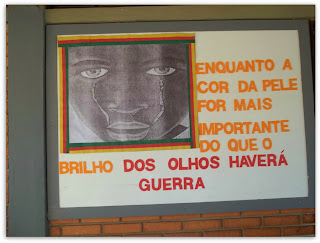 ENQUANTO A
COR DA PELE
FOR MAIS
IMPORTANTE
DO QUE O
BRILHO DOS OLHOS HAVERÁ
GUERRA